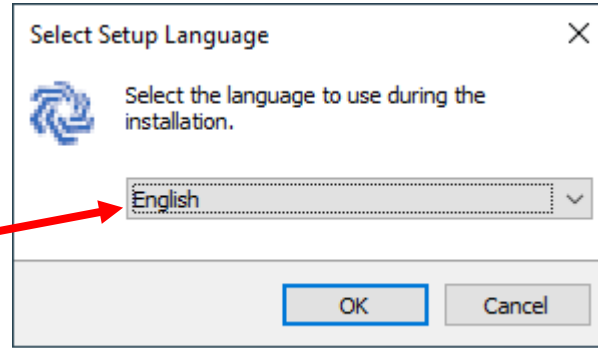 Select Setup Language
Select the language to use during the
installation.
English
OK Cancel